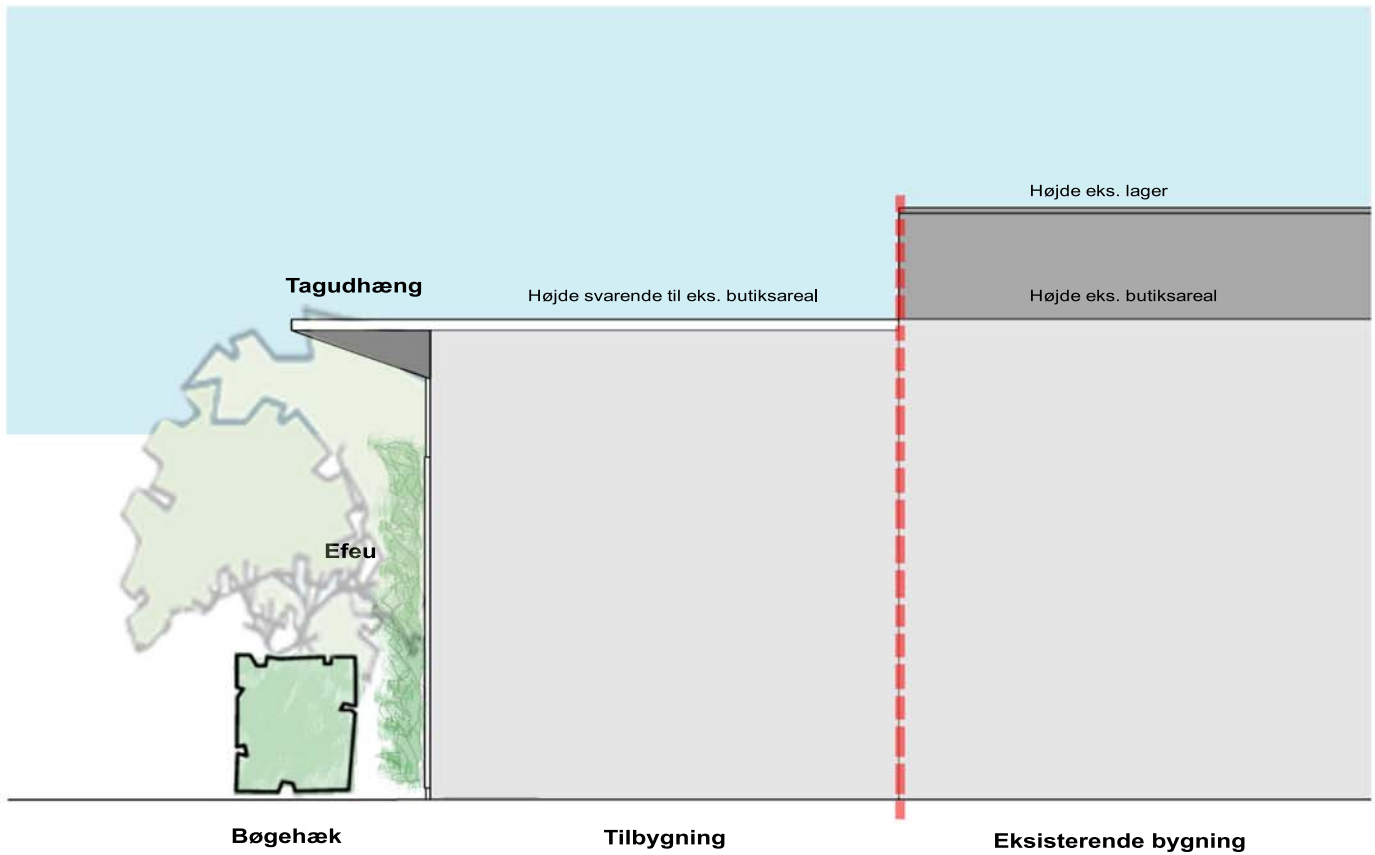 Højde eks. lager
Tagudhæng
Højde svarende til eks. butiksareal
Højde eks. butiksareal
Efeu
Bøgehæk
Tilbygning
Eksisterende bygning